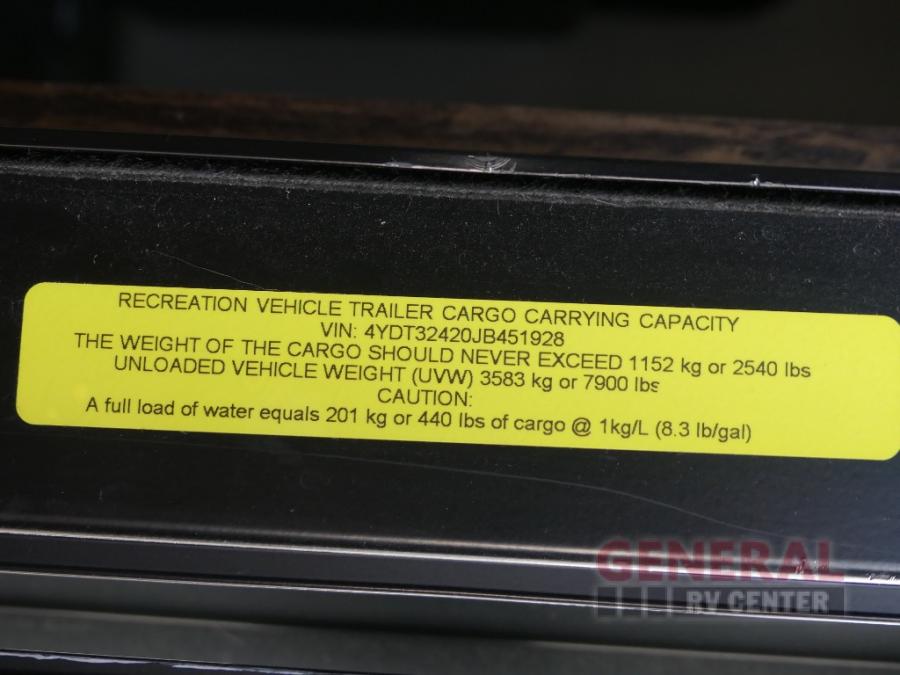 RECREATION VEHICLE TRAILER CARGO CARRYING CAPACITY
VIN: 4YDT32420JB451928
THE WEIGHT OF THE CARGO SHOULD NEVER EXCEED 1152 kg or 2540 lbs
UNLOADED VEHICLE WEIGHT (UVW) 3583 kg or 7900 lbs
CAUTION:
A full load of water equals 201 kg or 440 lbs of cargo @ 1kg/L (8.3 lb/gal)
GENERAL
RV CENTER